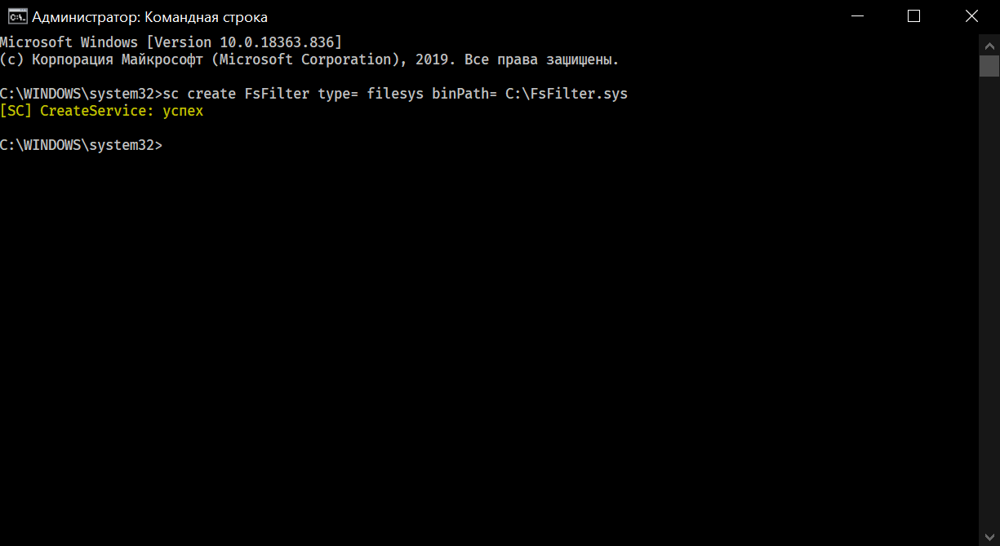 Администратор: Командная строка
Microsoft Windows [Version 10.0.18363.836]
(c) Корпорация Майкрософт (Microsoft Corporation), 2019. Все права защищены.
C:\WINDOWS\system32>sc create FsFilter type= filesys binPath= C:\FsFilter.sys
[SC] CreateService: успех
C:\WINDOWS\system32>